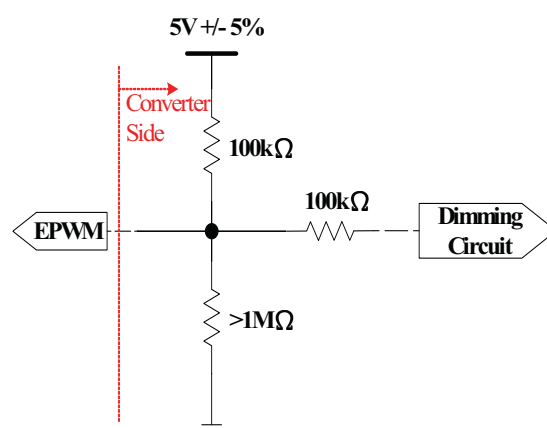 5V +/- 5%
Converter
Side
100kΩ
100kΩ
EPWM
Dimming
Circuit
>1MΩ